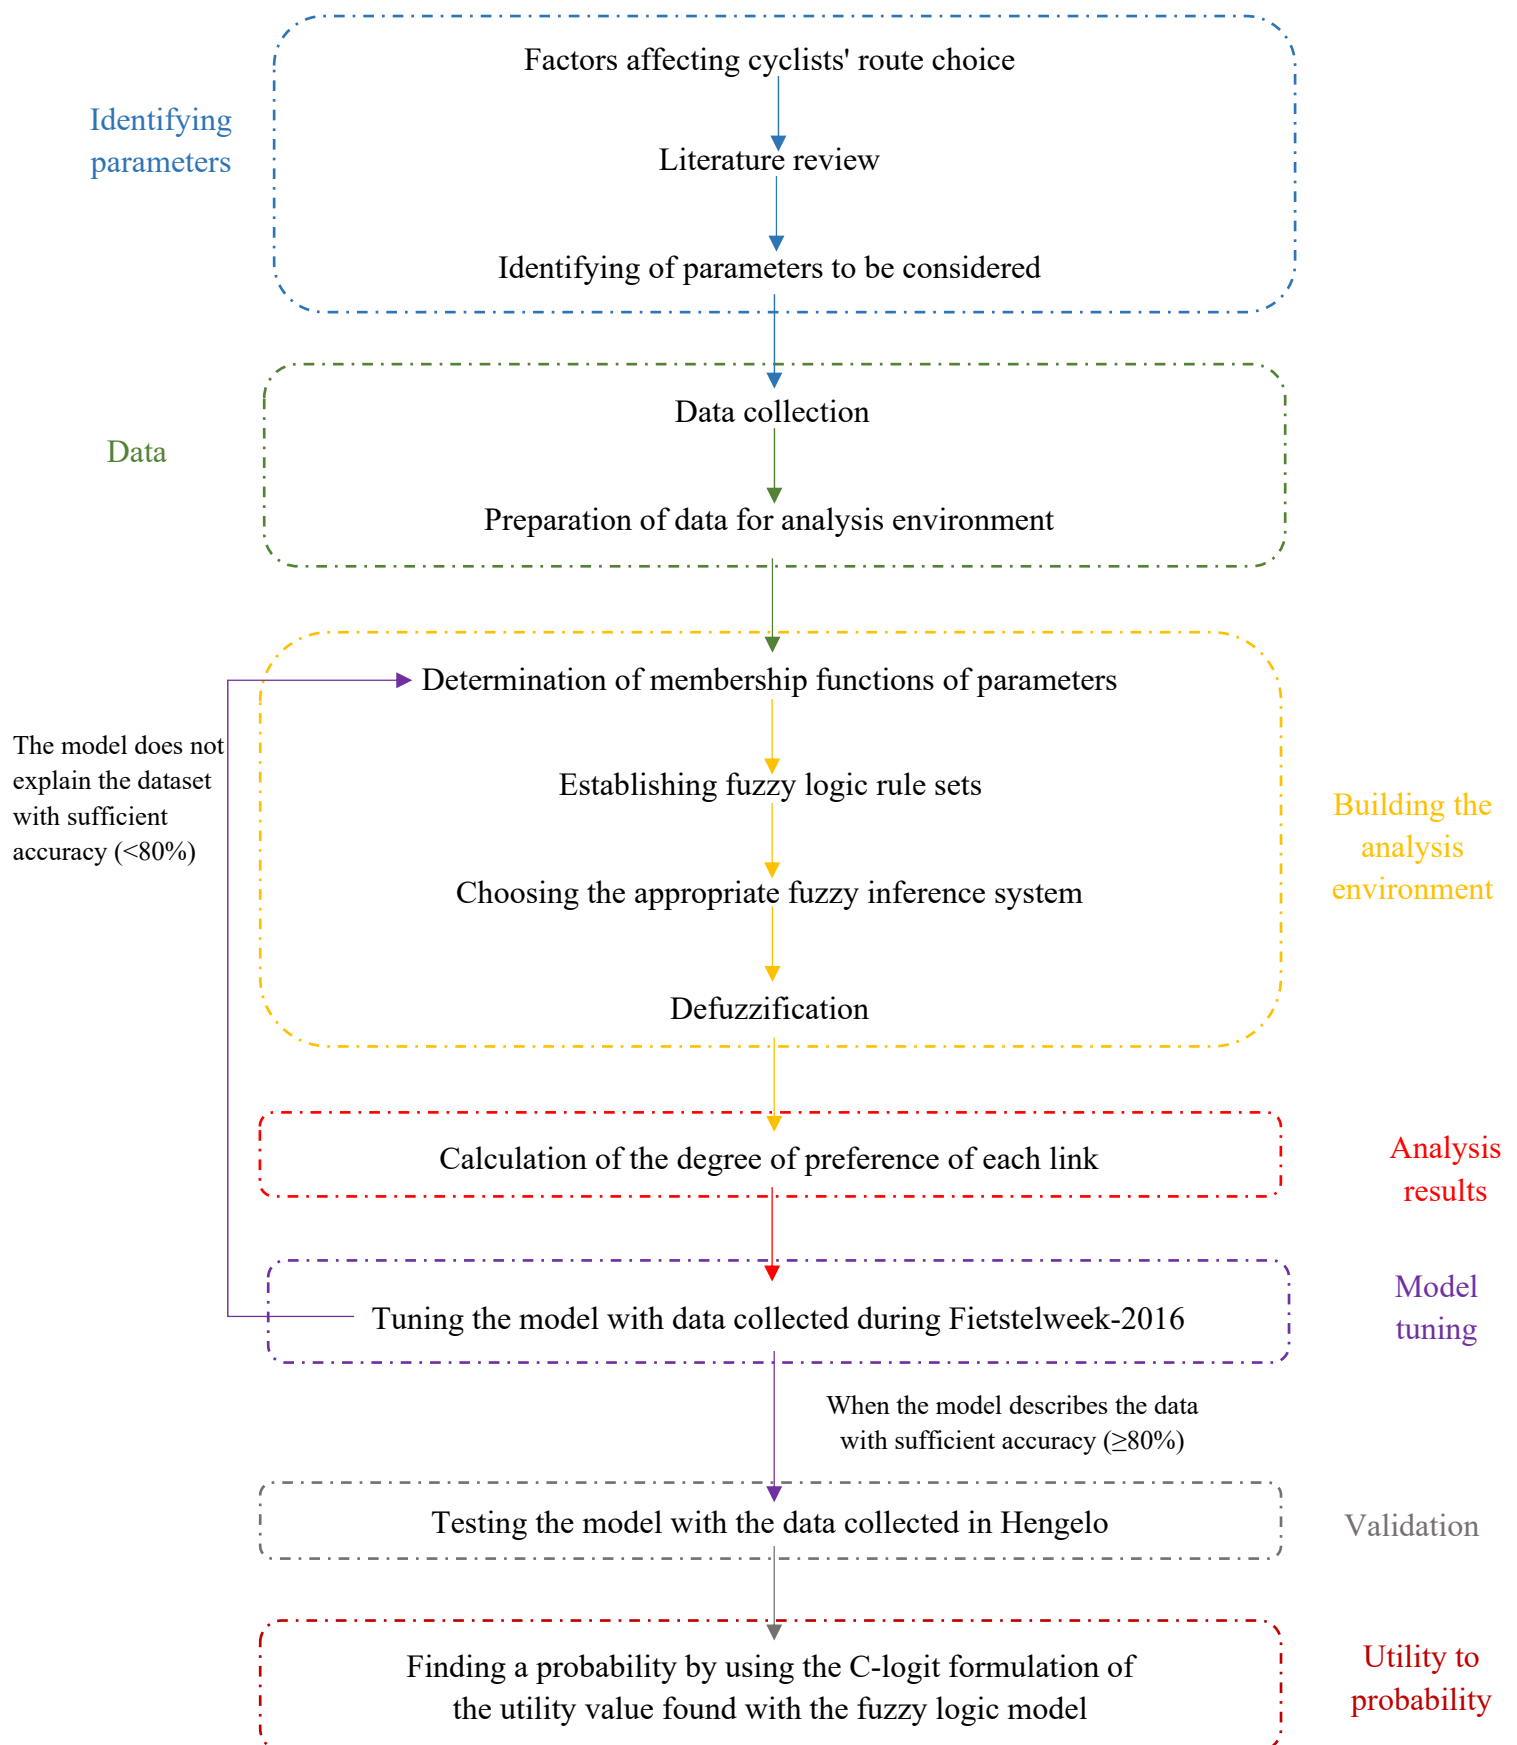 Factors affecting cyclists' route choice
Identifying
parameters
Literature review
Identifying of parameters to be considered
Data collection
Data
Preparation of data for analysis environment
Determination of membership functions of parameters
The model does not
explain the dataset
with sufficient
accuracy (<80%)
Establishing fuzzy logic rule sets
Building the
analysis
environment
Choosing the appropriate fuzzy inference system
Defuzzification
Calculation of the degree of preference of each link
Analysis
results
Tuning the model with data collected during Fietstelweek-2016
Model
tuning
When the model describes the data
with sufficient accuracy (≥80%)
Testing the model with the data collected in Hengelo
Validation
Finding a probability by using the C-logit formulation of
the utility value found with the fuzzy logic model
Utility to
probability